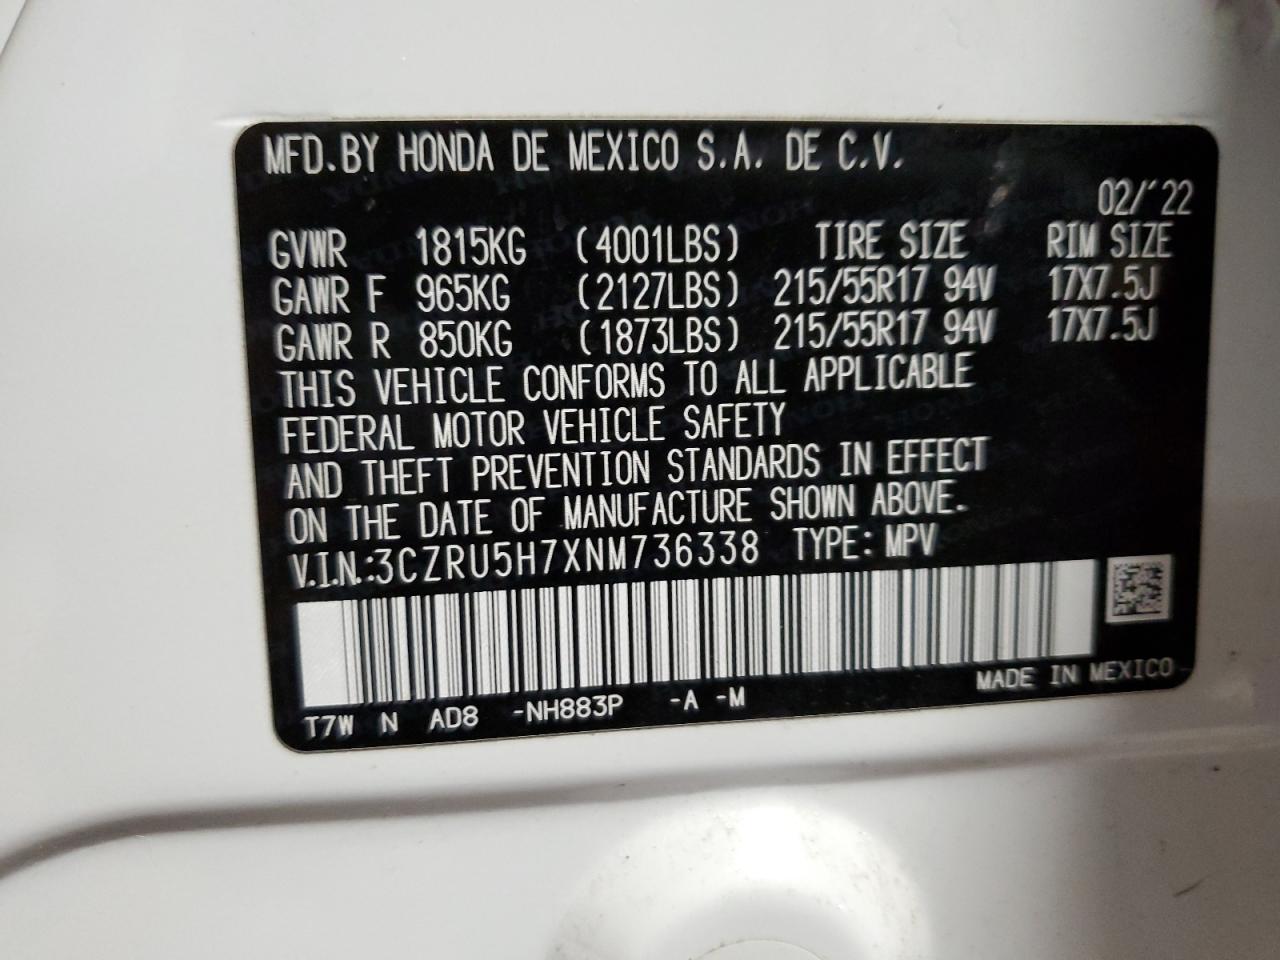 MFD.BY HONDA DE MEXICO S.A. DE C.V.
02/'22
GVWR 1815KG (4001LBS) TIRE SIZE RIM SIZE
GAWR F 965KG (2127LBS) 215/55R17 94V 17X7.5J
GAWR R 850KG (1873LBS) 215/55R17 94V 17X7.5J
THIS VEHICLE CONFORMS TO ALL APPLICABLE
FEDERAL MOTOR VEHICLE SAFETY
AND THEFT PREVENTION STANDARDS IN EFFECT
ON THE DATE OF MANUFACTURE SHOWN ABOVE.
V.I.N.:3CZRU5H7XNM736338 TYPE: MPV
MADE IN MEXICO
T7W N AD8 -NH883P -A -M